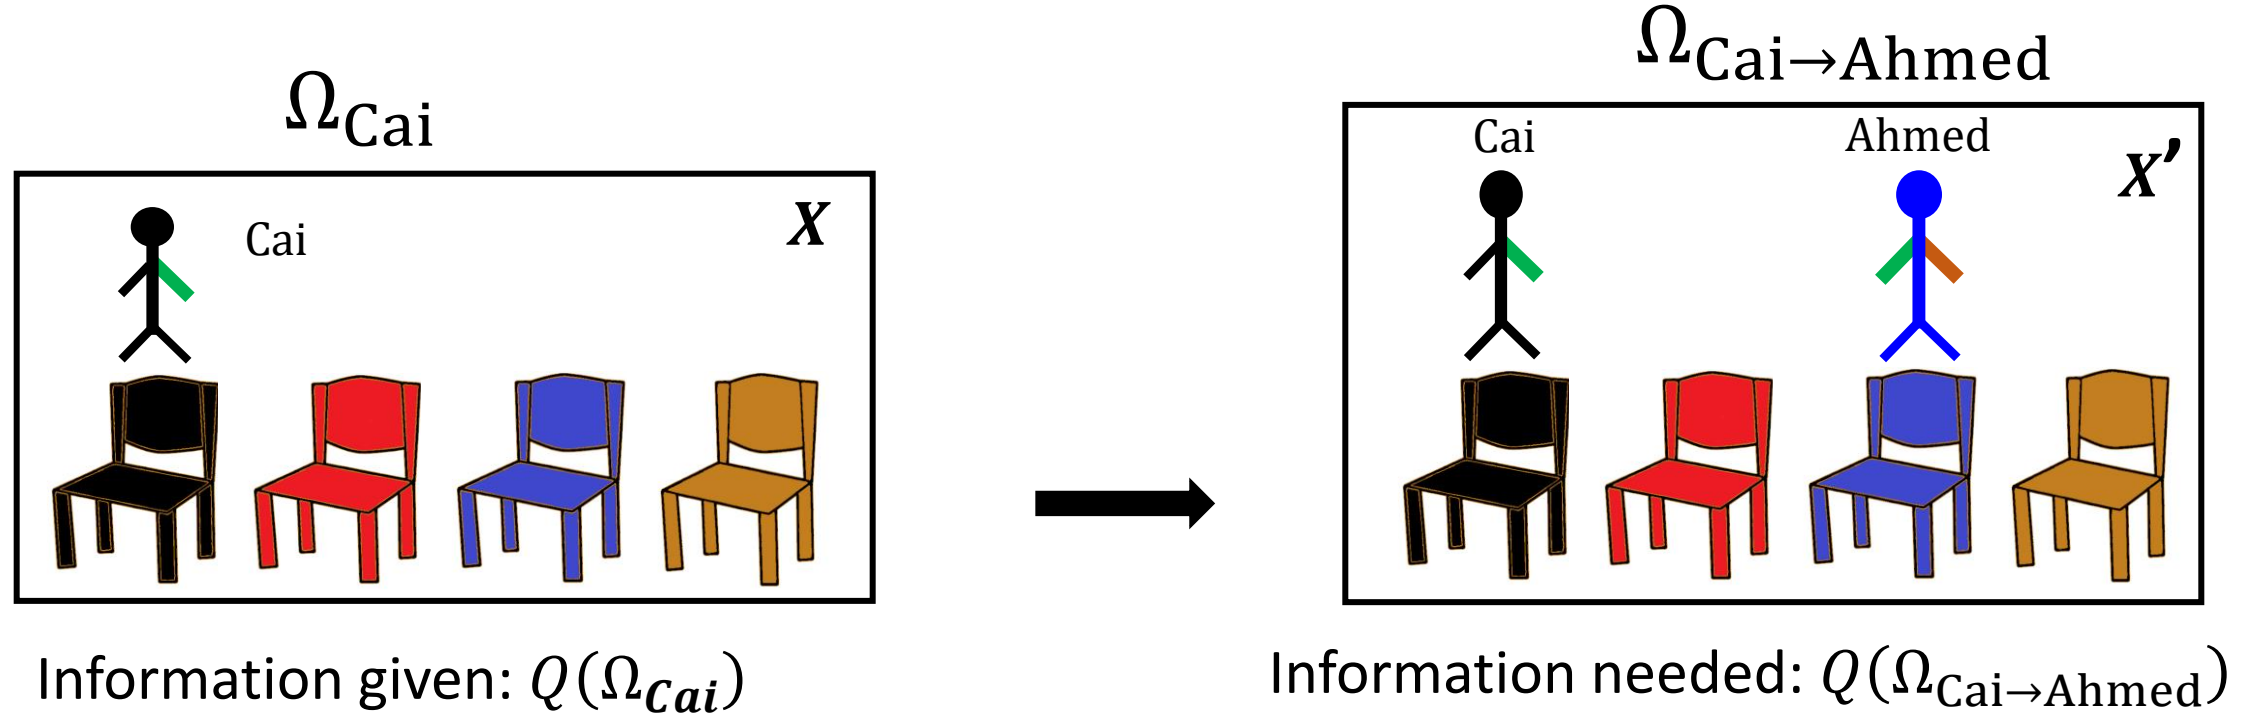 Ω_Cai
Cai
X
Information given: Q(Ω_Cai)
Ω_Cai→Ahmed
Cai
Ahmed
X′
Information needed: Q(Ω_Cai→Ahmed)